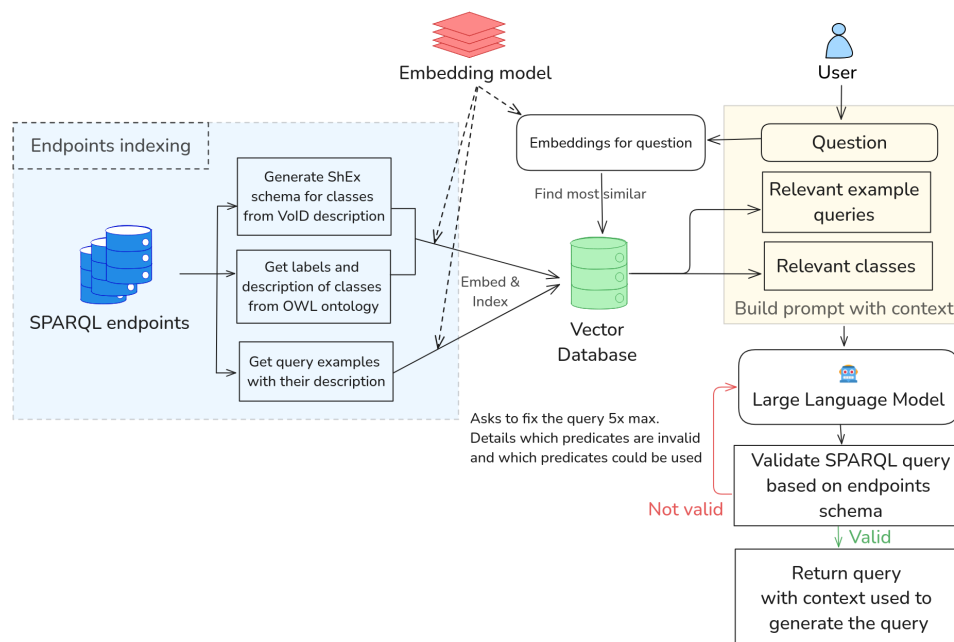 Embedding model
User
Endpoints indexing
Embeddings for question
Question
Generate ShEx
schema for classes
from VoID description
Relevant example
queries
Find most similar
Get labels and
description of classes
from OWL ontology
Relevant classes
Embed &
Index
SPARQL endpoints
Vector
Database
Build prompt with context
Get query examples
with their description
Large Language Model
Asks to fix the query 5x max.
Details which predicates are invalid
and which predicates could be used
Validate SPARQL query
based on endpoints
schema
Not valid
Valid
Return query
with context used to
generate the query